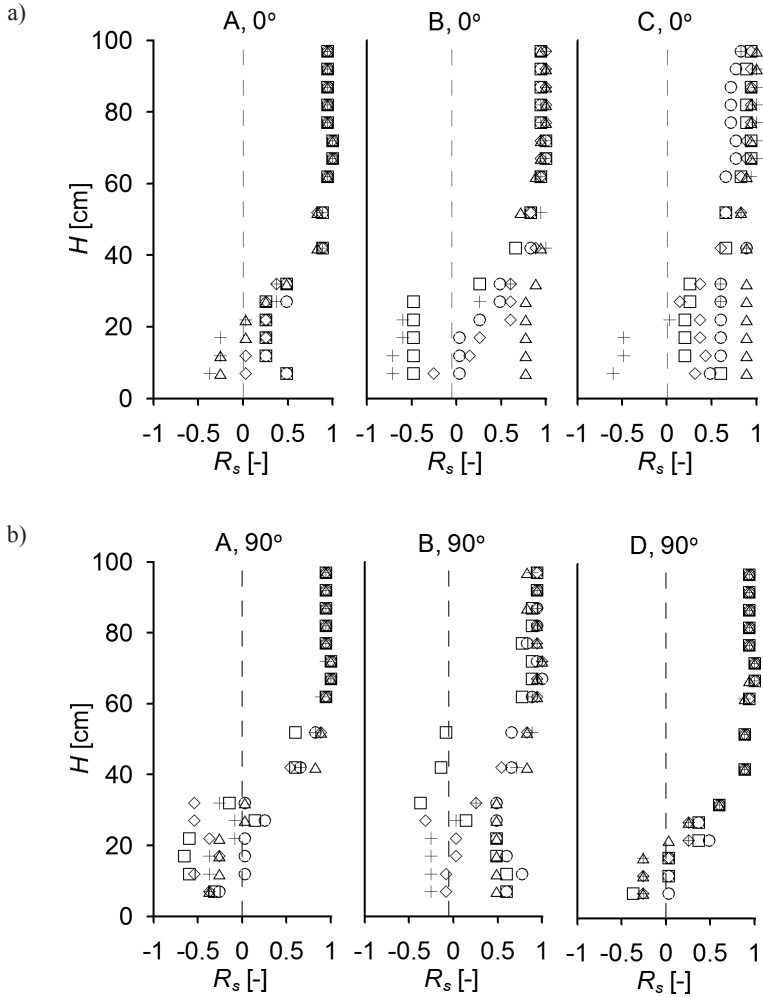 a)
A, 0° B, 0° C, 0°
100
80
60
40
20
0
H [cm]
-1 -0.5 0 0.5 1 -1 -0.5 0 0.5 1 -1 -0.5 0 0.5 1
Rs [-] Rs [-] Rs [-]
b)
A, 90° B, 90° D, 90°
100
80
60
40
20
0
H [cm]
-1 -0.5 0 0.5 1 -1 -0.5 0 0.5 1 -1 -0.5 0 0.5 1
Rs [-] Rs [-] Rs [-]